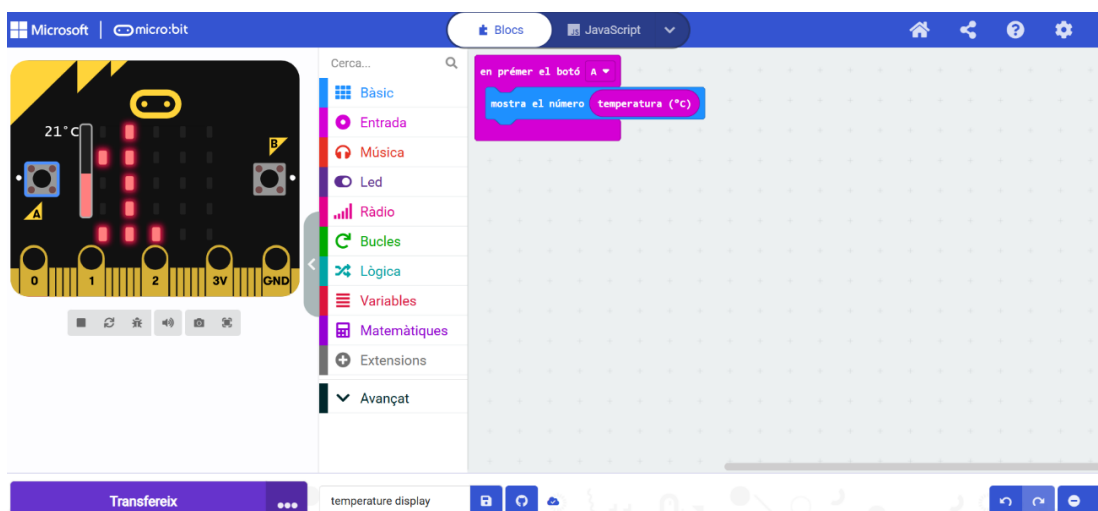 Microsoft | micro:bit
Blocs
JS JavaScript
21°C
B
A
0 1 2 3V GND
Cerca...
Bàsic
Entrada
Música
Led
Ràdio
Bucles
Lògica
Variables
Matemàtiques
Extensions
Avançat
en prémer el botó A
mostra el número temperatura (°C)
Transfereix
temperature display